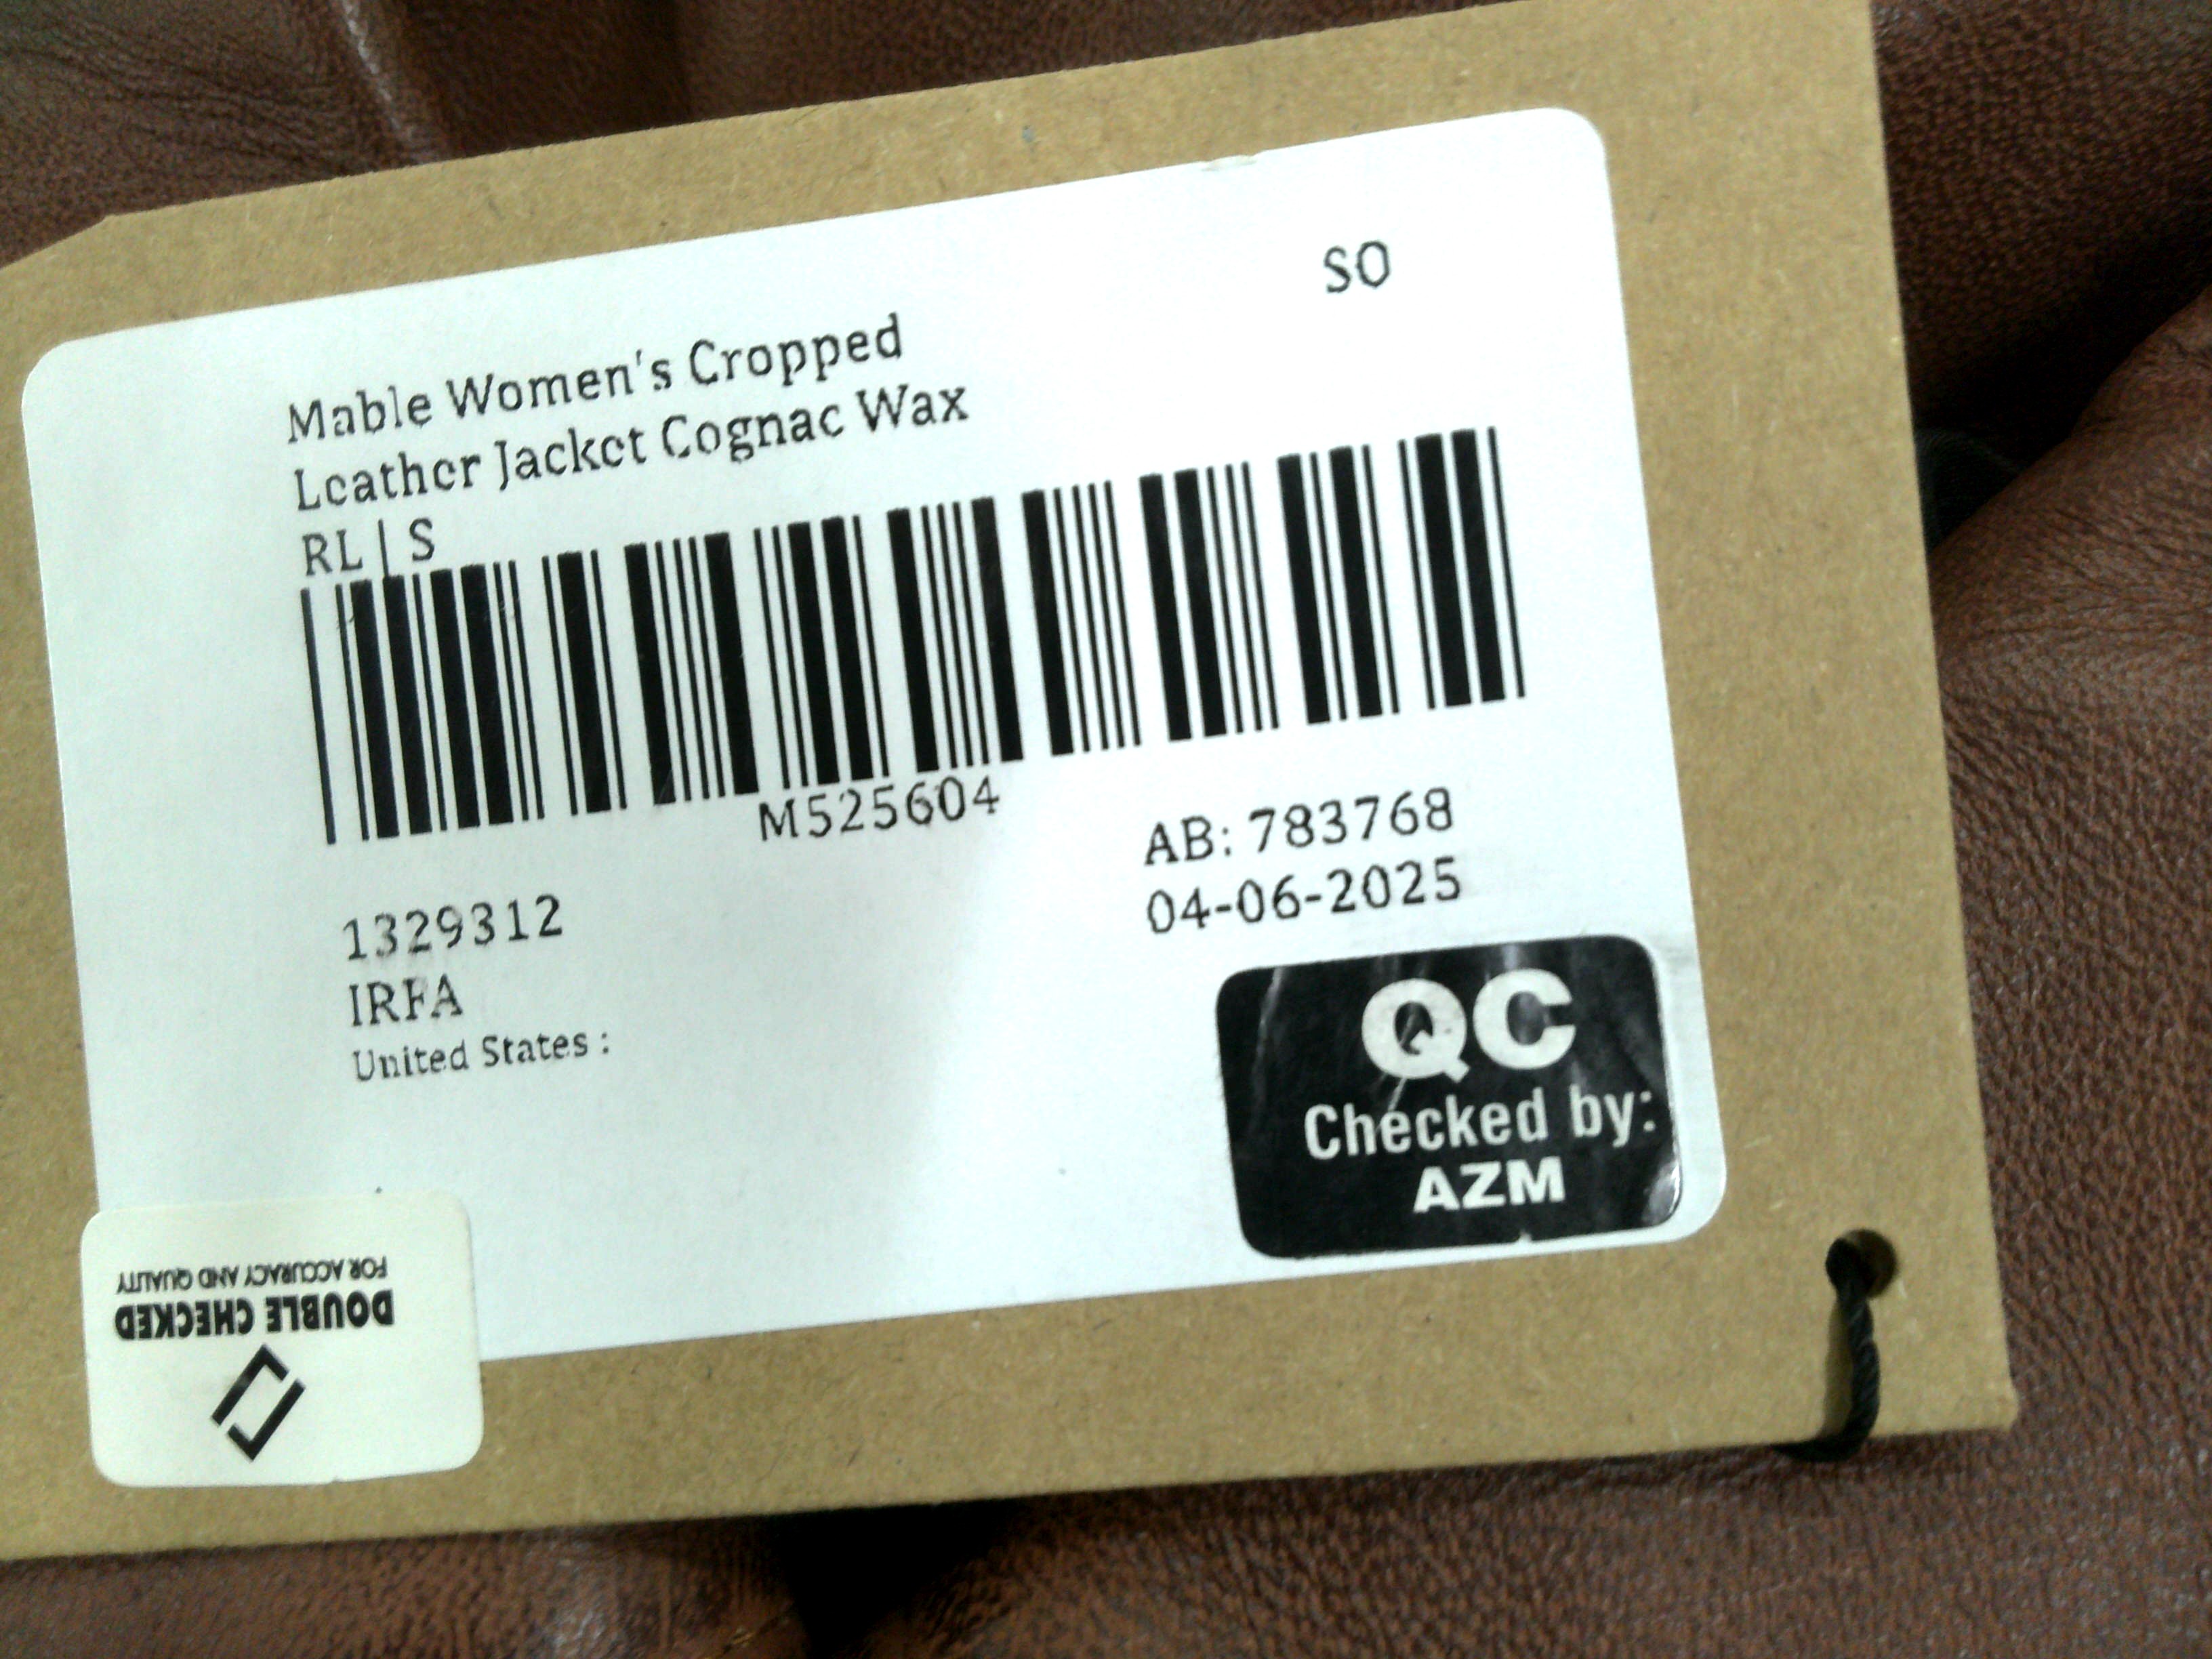 SO
Mable Women's Cropped
Leather Jacket Cognac Wax
RL | S
M525604
AB: 783768
04-06-2025
1329312
IRFA
United States :
QC
Checked by:
AZM
DOUBLE CHECKED
FOR ACCURACY AND QUALITY